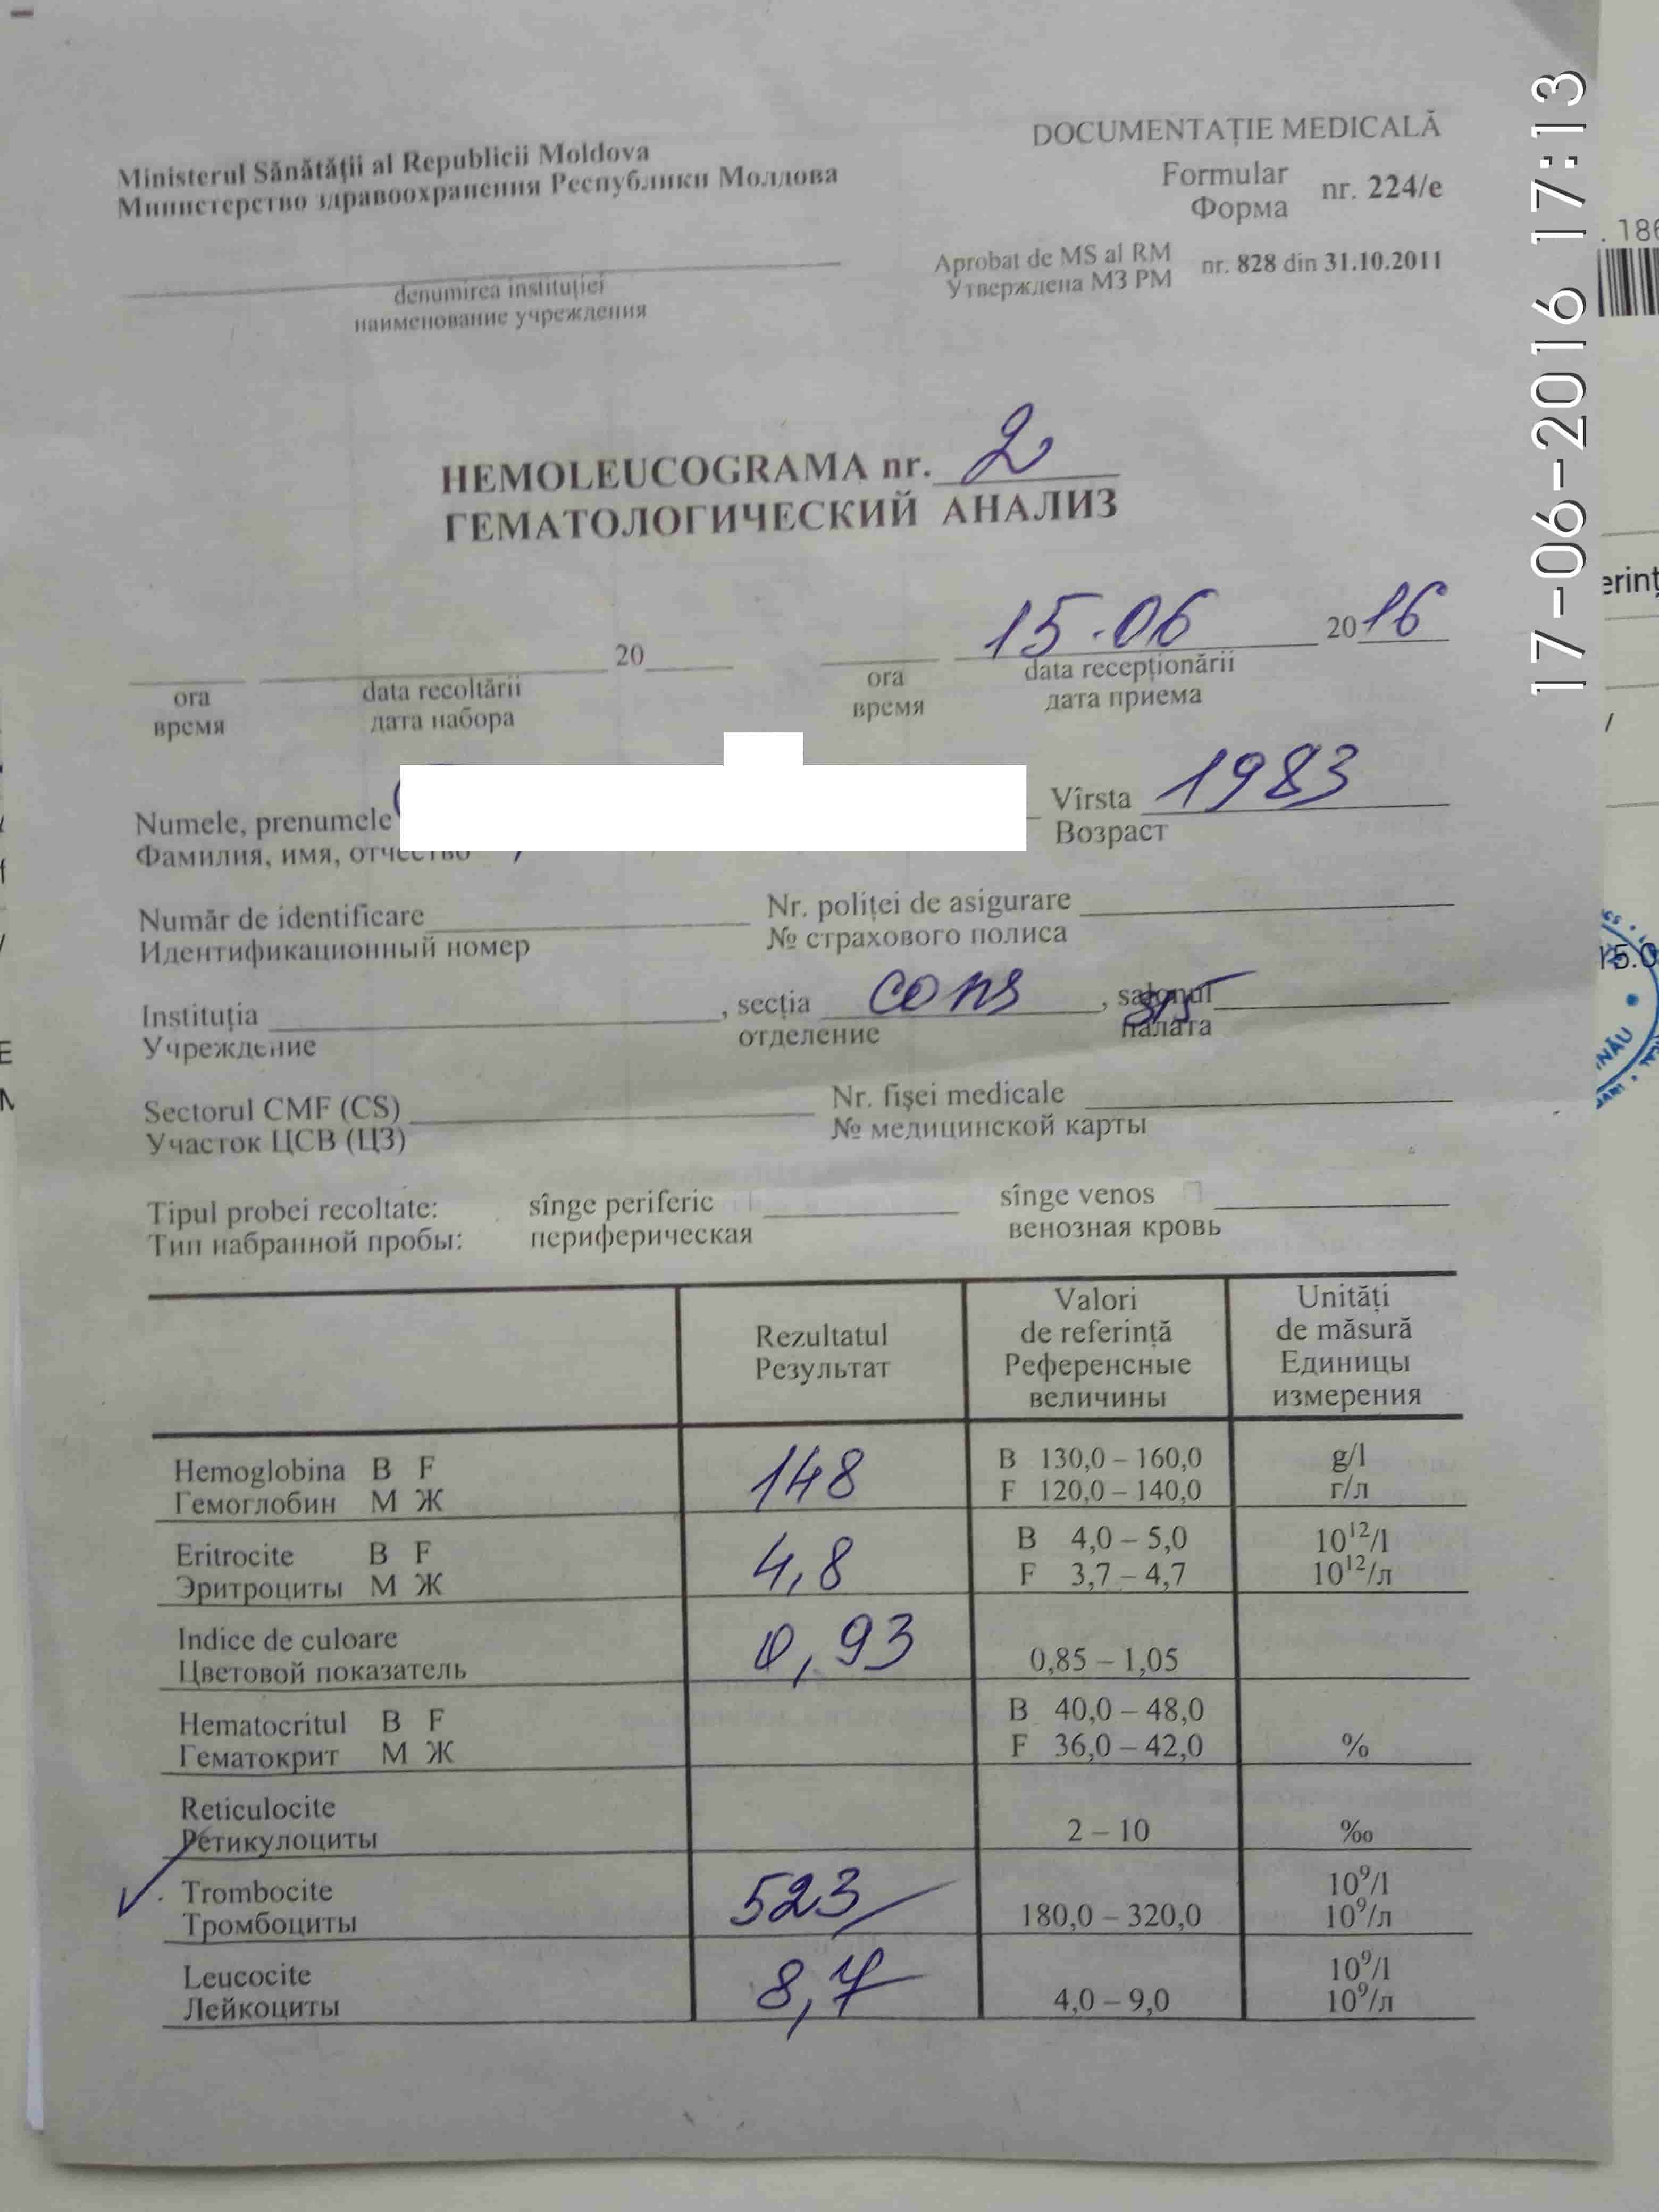 DOCUMENTAȚIE MEDICALĂ
Ministerul Sănătății al Republicii Moldova
Министерство здравоохранения Республики Молдова
Formular
Форма
nr. 224/e
Aprobat de MS al RM
Утверждена МЗ РМ
nr. 828 din 31.10.2011
denumirea instituției
наименование учреждения
17-06-2016 17:13
HEMOLEUCOGRAMA nr. 2
ГЕМАТОЛОГИЧЕСКИЙ АНАЛИЗ
20
15.06 2016
ora
время
data recoltării
дата набора
ora
время
data recepționării
дата приема
Numele, prenumele
Фамилия, имя, отчество
Vîrsta 1983
Возраст
Număr de identificare
Идентификационный номер
Nr. poliței de asigurare
№ страхового полиса
Instituția , secția cons , salonul
Учреждение отделение палата
Sectorul CMF (CS)
Участок ЦСВ (ЦЗ)
Nr. fișei medicale
№ медицинской карты
Tipul probei recoltate: sînge periferic sînge venos
Тип набранной пробы: периферическая венозная кровь
Rezultatul
Результат
Valori
de referință
Референсные
величины
Unități
de măsură
Единицы
измерения
Hemoglobina B F
Гемоглобин М Ж
148
B 130,0 – 160,0
F 120,0 – 140,0
g/l
г/л
Eritrocite B F
Эритроциты М Ж
4,8
B 4,0 – 5,0
F 3,7 – 4,7
10¹²/l
10¹²/л
Indice de culoare
Цветовой показатель
0,93
0,85 – 1,05
Hematocritul B F
Гематокрит М Ж
B 40,0 – 48,0
F 36,0 – 42,0
%
Reticulocite
Ретикулоциты
2 – 10
‰
Trombocite
Тромбоциты
523
180,0 – 320,0
10⁹/l
10⁹/л
Leucocite
Лейкоциты
8,7
4,0 – 9,0
10⁹/l
10⁹/л